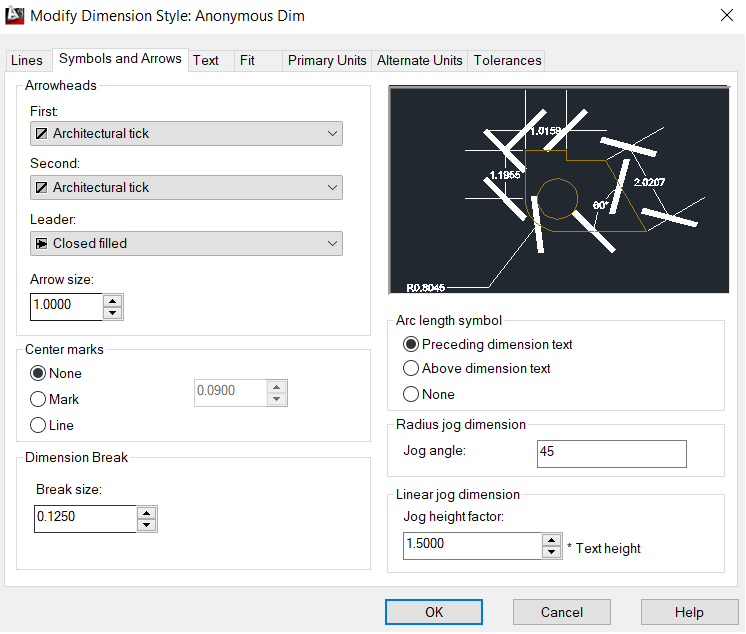 Modify Dimension Style: Anonymous Dim
Lines
Symbols and Arrows
Text
Fit
Primary Units
Alternate Units
Tolerances
Arrowheads
First:
Architectural tick
Second:
Architectural tick
Leader:
Closed filled
Arrow size:
1.0000
Center marks
None
Mark
Line
0.0900
Dimension Break
Break size:
0.1250
1.0159
1.1955
2.0207
60°
R0.8045
Arc length symbol
Preceding dimension text
Above dimension text
None
Radius jog dimension
Jog angle:
45
Linear jog dimension
Jog height factor:
1.5000
* Text height
OK
Cancel
Help